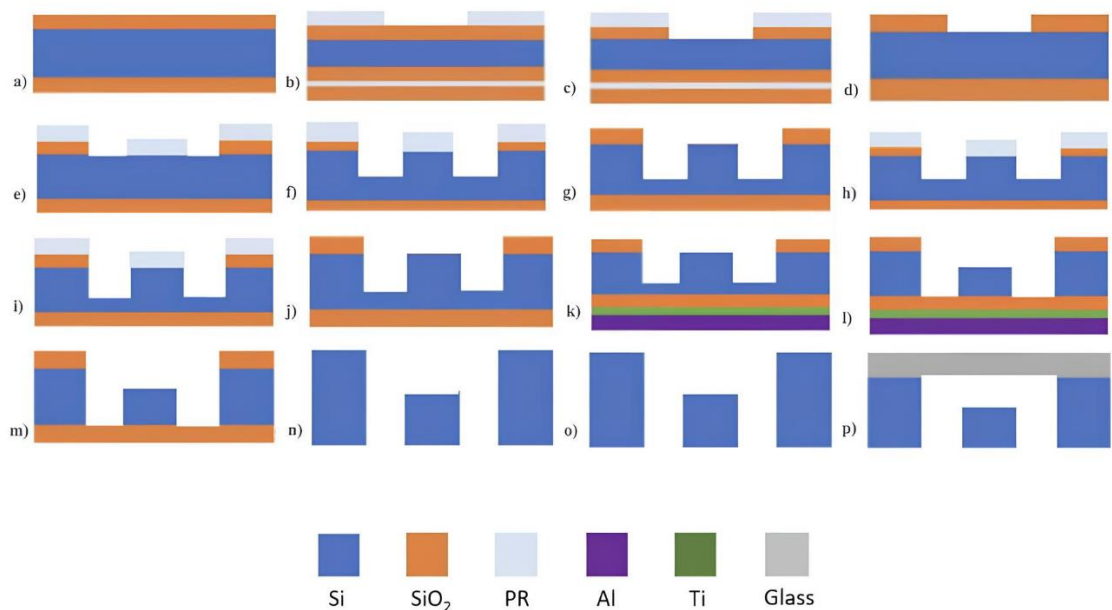 a) b) c) d)
e) f) g) h)
i) j) k) l)
m) n) o) p)
Si SiO₂ PR Al Ti Glass